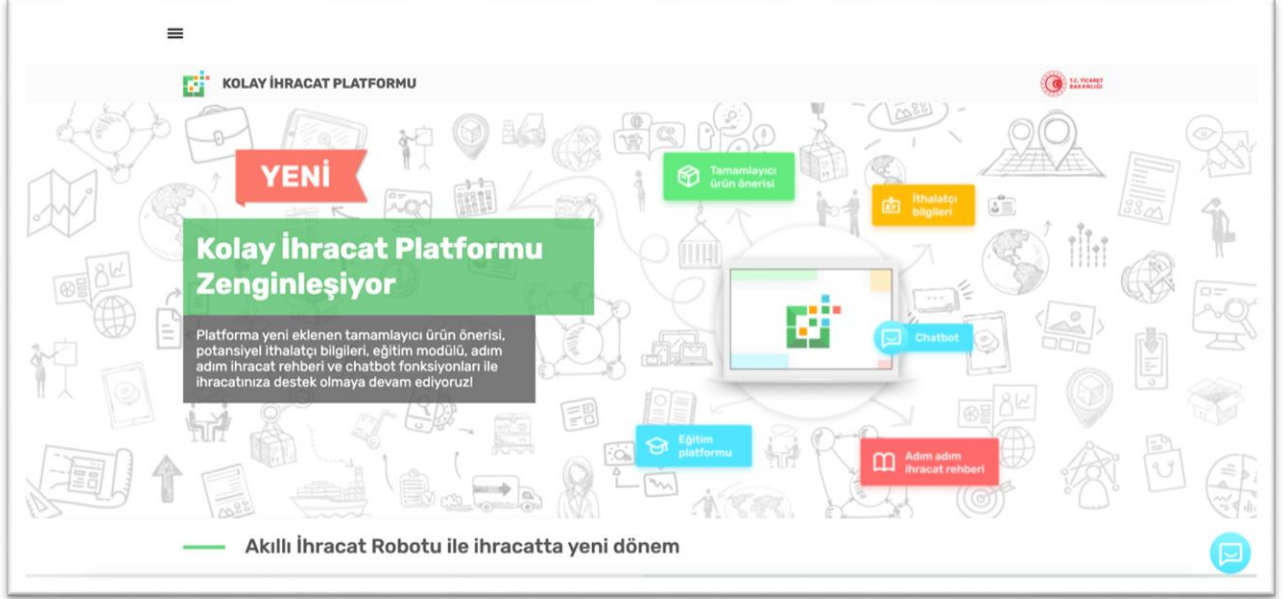 KOLAY İHRACAT PLATFORMU
T.C. TİCARET
BAKANLIĞI
YENİ
Kolay İhracat Platformu
Zenginleşiyor
Platforma yeni eklenen tamamlayıcı ürün önerisi,
potansiyel ithalatçı bilgileri, eğitim modülü, adım
adım ihracat rehberi ve chatbot fonksiyonları ile
ihracatınıza destek olmaya devam ediyoruz!
Tamamlayıcı
ürün önerisi
İthalatçı
bilgileri
Chatbot
Eğitim
platformu
Adım adım
ihracat rehberi
Akıllı İhracat Robotu ile ihracatta yeni dönem